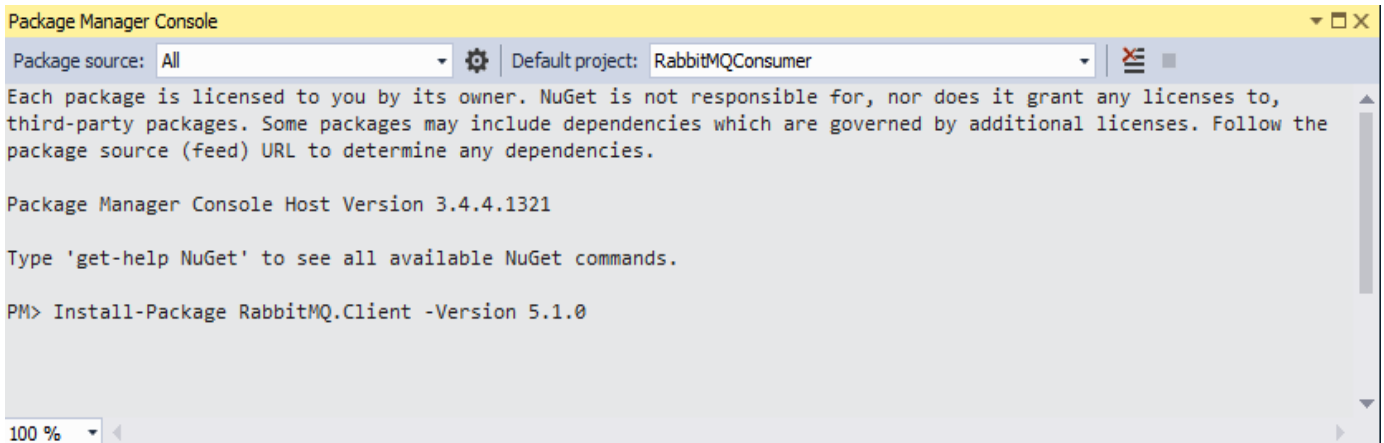 Package Manager Console
Package source: All Default project: RabbitMQConsumer
Each package is licensed to you by its owner. NuGet is not responsible for, nor does it grant any licenses to,
third-party packages. Some packages may include dependencies which are governed by additional licenses. Follow the
package source (feed) URL to determine any dependencies.
Package Manager Console Host Version 3.4.4.1321
Type 'get-help NuGet' to see all available NuGet commands.
PM> Install-Package RabbitMQ.Client -Version 5.1.0
100 %